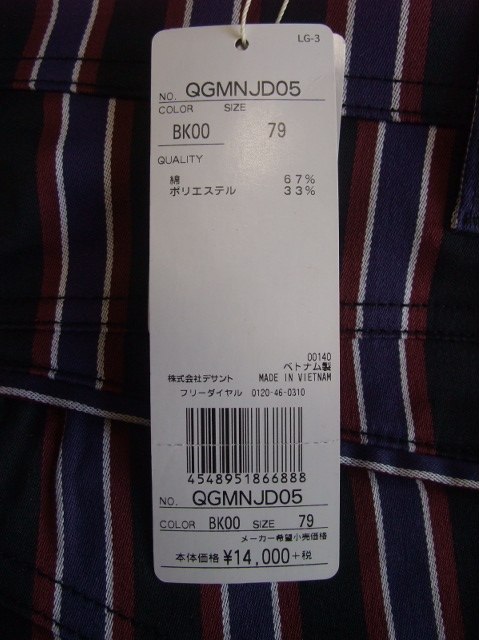 LG-3
NO. QGMNJD05
COLOR SIZE
BK00 79
QUALITY
綿 67%
ポリエステル 33%
00140
ベトナム製
株式会社デサント MADE IN VIETNAM
フリーダイヤル 0120-46-0310
4548951866888
NO. QGMNJD05
COLOR BK00 SIZE 79
メーカー希望小売価格
本体価格 ¥14,000+税